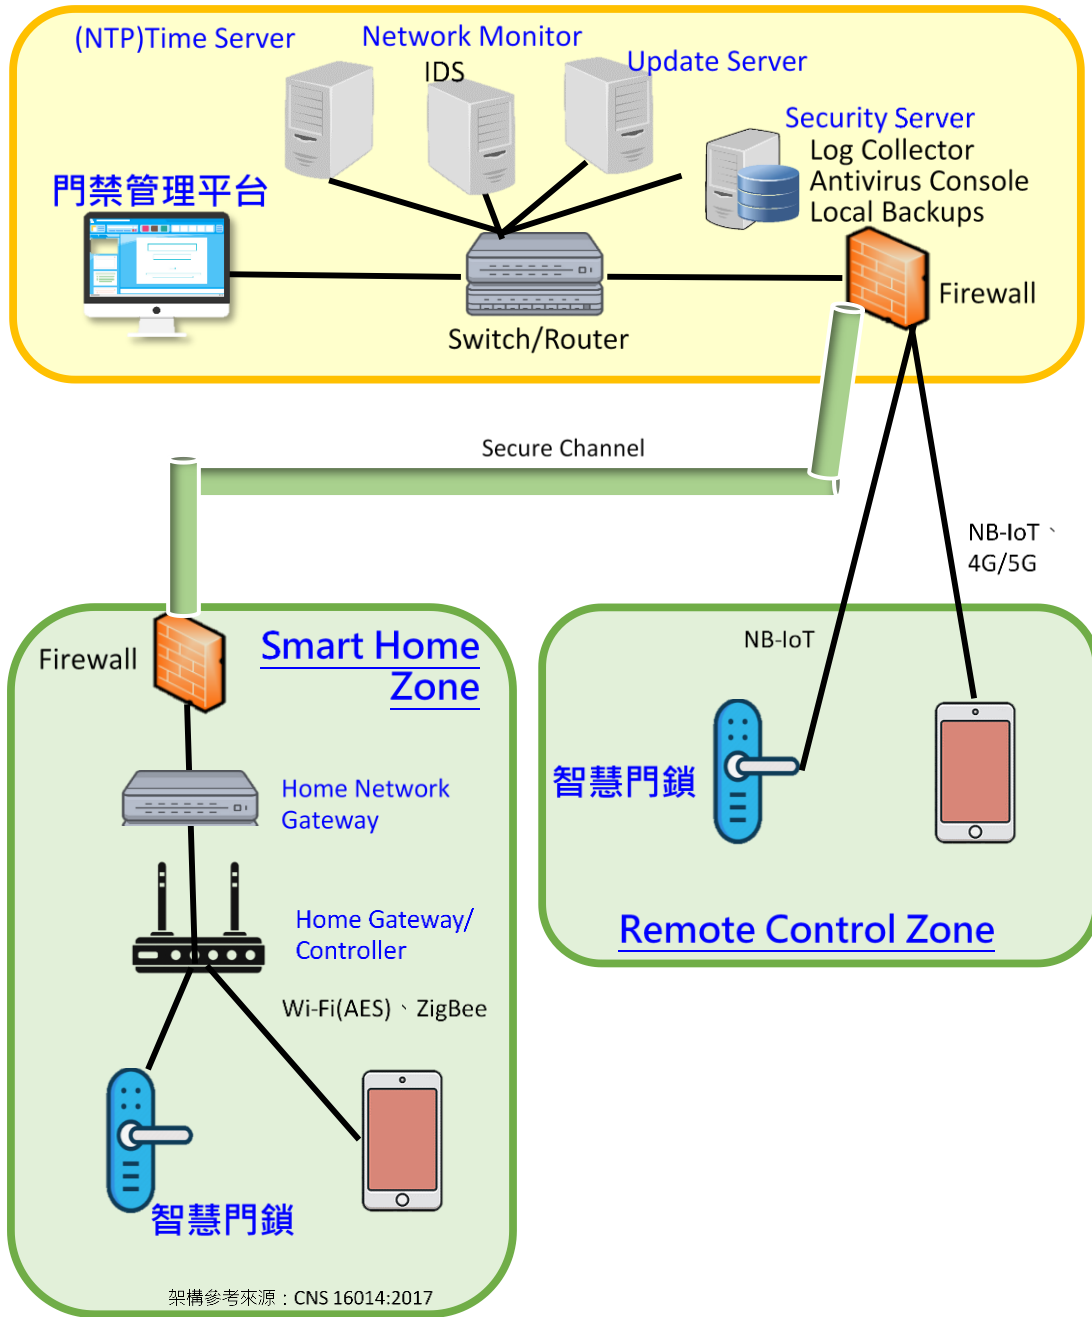 (NTP)Time Server
Network Monitor
IDS
Update Server
Security Server
Log Collector
Antivirus Console
Local Backups
門禁管理平台
Firewall
Switch/Router
Secure Channel
NB-IoT、
4G/5G
NB-IoT
Firewall
Smart Home
Zone
Home Network
Gateway
智慧門鎖
Home Gateway/
Controller
Remote Control Zone
Wi-Fi(AES)、ZigBee
智慧門鎖
架構參考來源：CNS 16014:2017